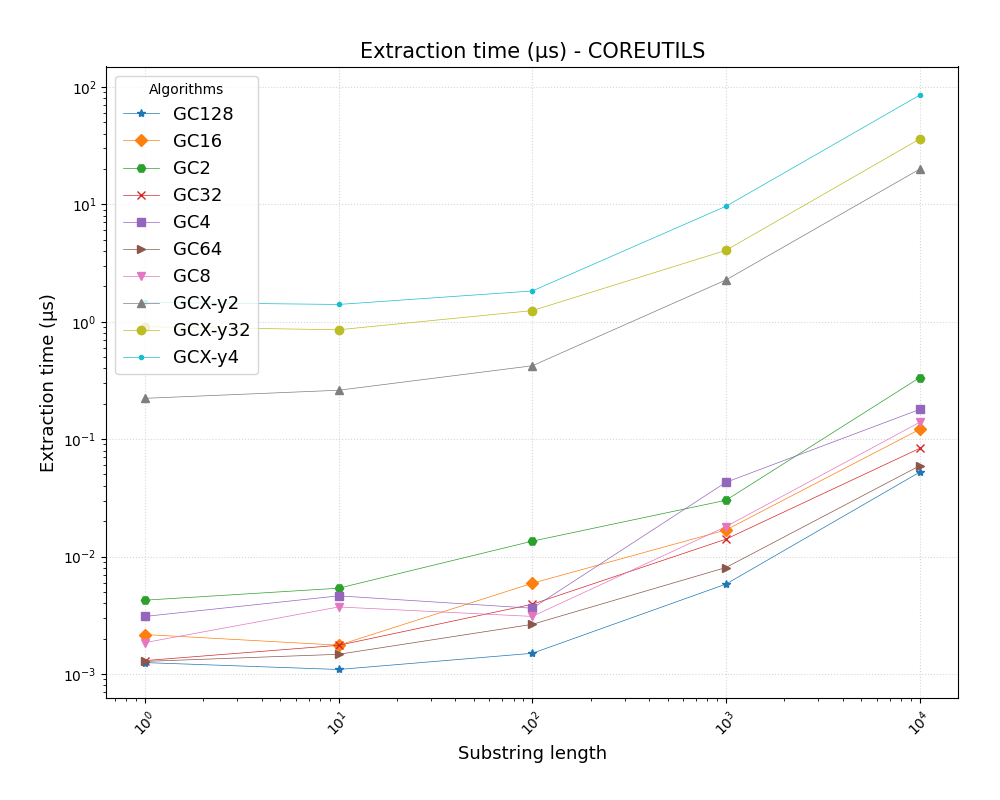 Extraction time (µs) - COREUTILS
Algorithms
GC128
GC16
GC2
GC32
GC4
GC64
GC8
GCX-y2
GCX-y32
GCX-y4
Extraction time (µs)
10²
10¹
10⁰
10⁻¹
10⁻²
10⁻³
10⁰ 10¹ 10² 10³ 10⁴
Substring length